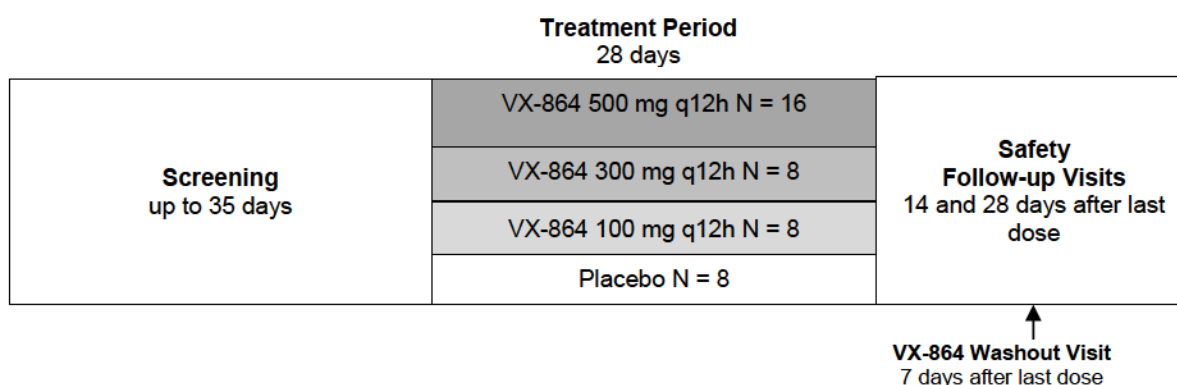 Treatment Period
28 days
Screening
up to 35 days
VX-864 500 mg q12h N = 16
VX-864 300 mg q12h N = 8
VX-864 100 mg q12h N = 8
Placebo N = 8
Safety
Follow-up Visits
14 and 28 days after last
dose
VX-864 Washout Visit
7 days after last dose